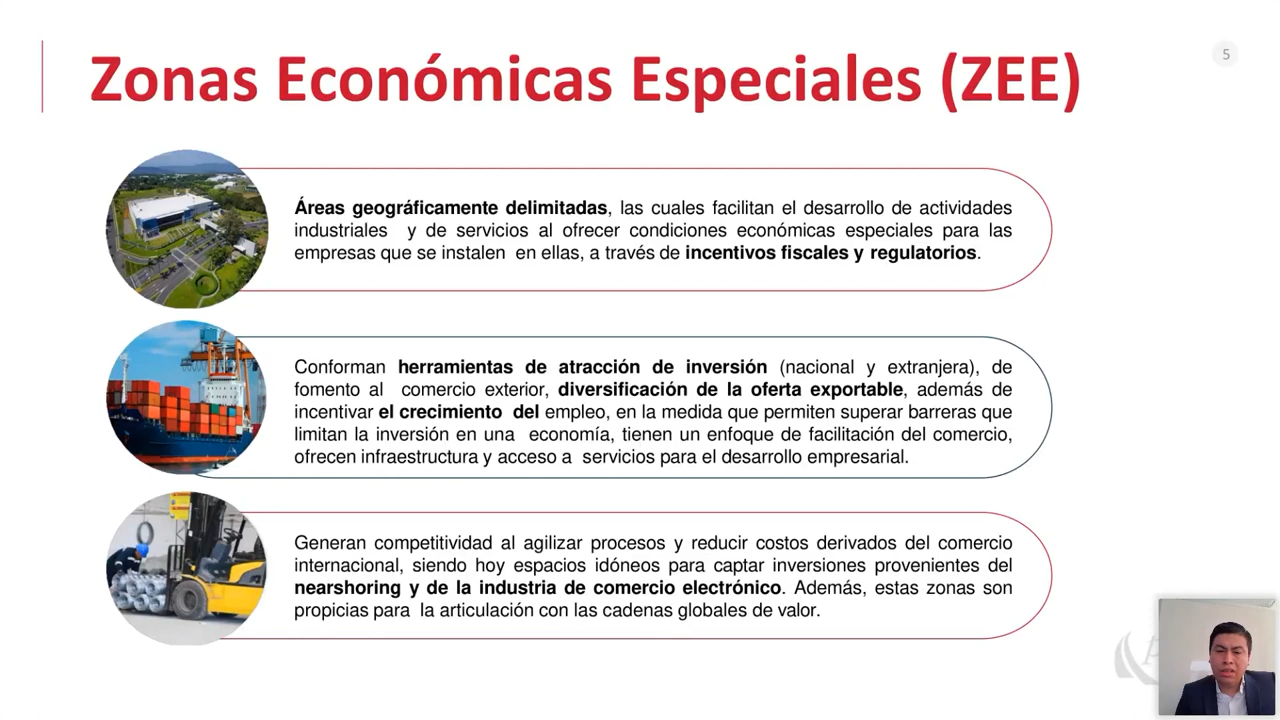 Zonas Económicas Especiales (ZEE)
5
Áreas geográficamente delimitadas, las cuales facilitan el desarrollo de actividades
industriales y de servicios al ofrecer condiciones económicas especiales para las
empresas que se instalen en ellas, a través de incentivos fiscales y regulatorios.
Conforman herramientas de atracción de inversión (nacional y extranjera), de
fomento al comercio exterior, diversificación de la oferta exportable, además de
incentivar el crecimiento del empleo, en la medida que permiten superar barreras que
limitan la inversión en una economía, tienen un enfoque de facilitación del comercio,
ofrecen infraestructura y acceso a servicios para el desarrollo empresarial.
Generan competitividad al agilizar procesos y reducir costos derivados del comercio
internacional, siendo hoy espacios idóneos para captar inversiones provenientes del
nearshoring y de la industria de comercio electrónico. Además, estas zonas son
propicias para la articulación con las cadenas globales de valor.